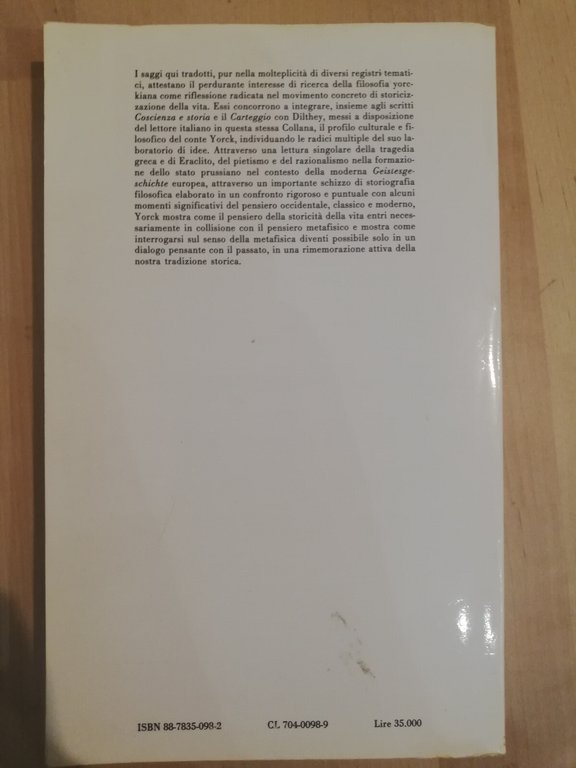 I saggi qui tradotti, pur nella molteplicità di diversi registri temati-
ci, attestano il perdurante interesse di ricerca della filosofia yorc-
kiana come riflessione radicata nel movimento concreto di storiciz-
zazione della vita. Essi concorrono a integrare, insieme agli scritti
Coscienza e storia e il Carteggio con Dilthey, messi a disposizione
del lettore italiano in questa stessa Collana, il profilo culturale e fi-
losofico del conte Yorck, individuando le radici multiple del suo la-
boratorio di idee. Attraverso una lettura singolare della tragedia
greca e di Eraclito, del pietismo e del razionalismo nella formazio-
ne dello stato prussiano nel contesto della moderna Geistesge-
schichte europea, attraverso un importante schizzo di storiografia
filosofica elaborato in un confronto rigoroso e puntuale con alcuni
momenti significativi del pensiero occidentale, classico e moderno,
Yorck mostra come il pensiero della storicità della vita entri neces-
sariamente in collisione con il pensiero metafisico e mostra come
interrogarsi sul senso della metafisica diventi possibile solo in un
dialogo pensante con il passato, in una rimemorazione attiva della
nostra tradizione storica.
ISBN 88-7835-098-2 CL 704-0098-9 Lire 35.000